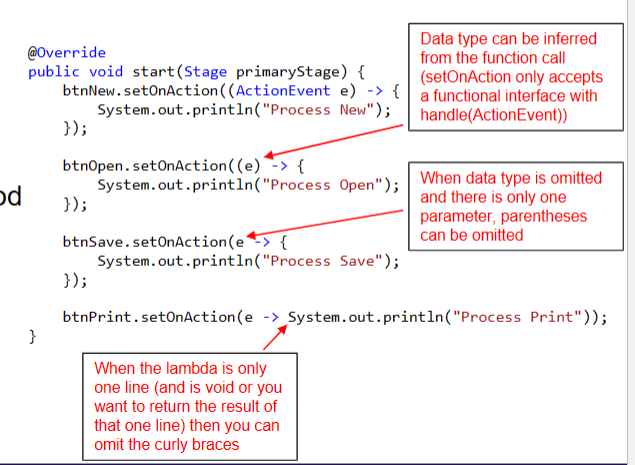 @Override
public void start(Stage primaryStage) {
btnNew.setOnAction((ActionEvent e) -> {
System.out.println("Process New");
});
btnOpen.setOnAction((e) -> {
System.out.println("Process Open");
});
btnSave.setOnAction(e -> {
System.out.println("Process Save");
});
btnPrint.setOnAction(e -> System.out.println("Process Print"));
}
od
Data type can be inferred
from the function call
(setOnAction only accepts
a functional interface with
handle(ActionEvent))
When data type is omitted
and there is only one
parameter, parentheses
can be omitted
When the lambda is only
one line (and is void or you
want to return the result of
that one line) then you can
omit the curly braces